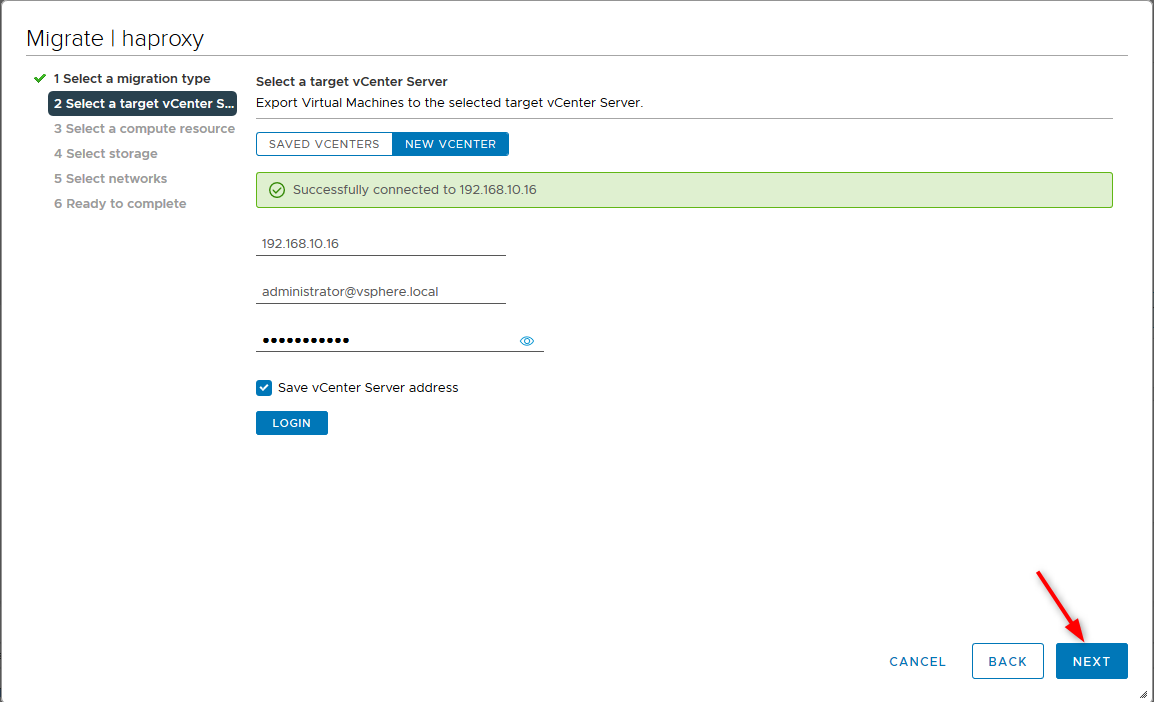 Migrate | haproxy
1 Select a migration type
2 Select a target vCenter S...
3 Select a compute resource
4 Select storage
5 Select networks
6 Ready to complete
Select a target vCenter Server
Export Virtual Machines to the selected target vCenter Server.
SAVED VCENTERS NEW VCENTER
Successfully connected to 192.168.10.16
192.168.10.16
administrator@vsphere.local
•••••••••••
Save vCenter Server address
LOGIN
CANCEL BACK NEXT